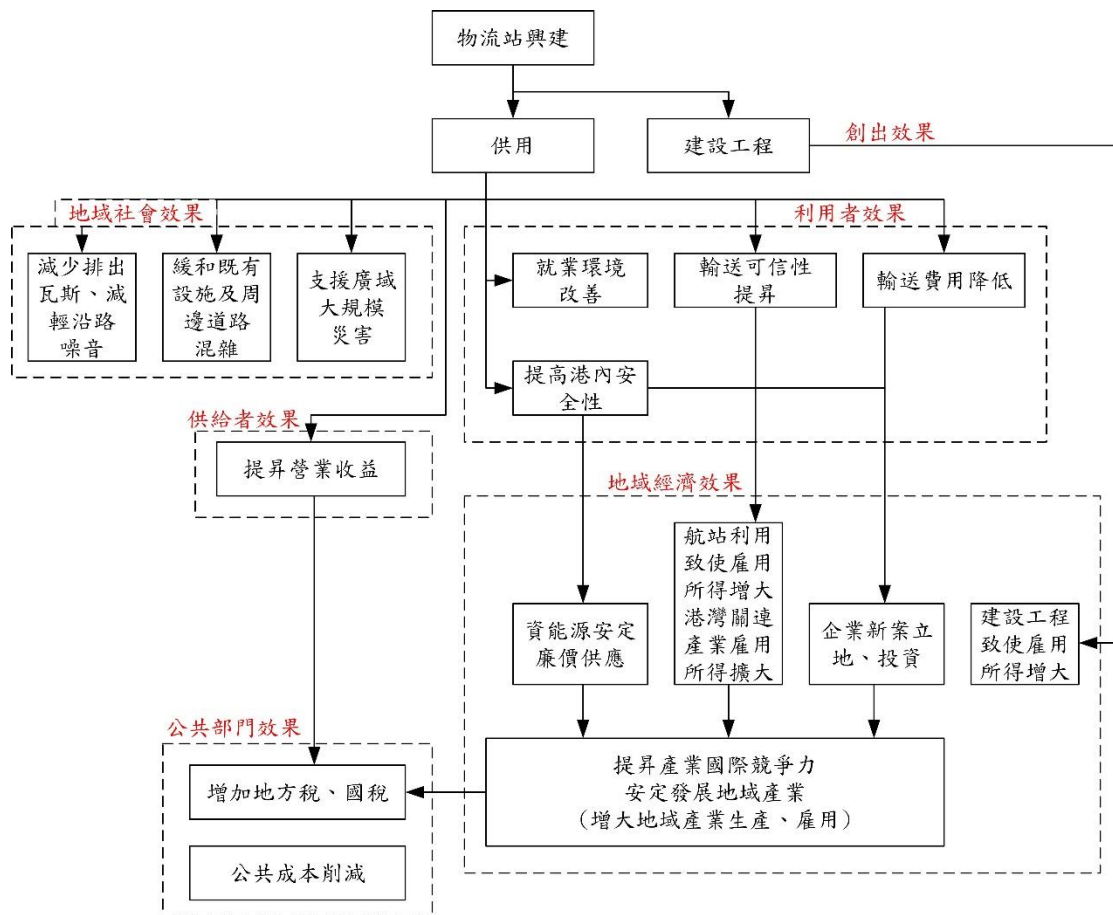 物流站興建
供用
建設工程
創出效果
地域社會效果
利用者效果
減少排出
瓦斯、減
輕沿路
噪音
緩和既有
設施及周
邊道路
混雜
支援廣域
大規模
災害
就業環境
改善
輸送可信性
提昇
輸送費用降低
提高港內安
全性
供給者效果
提昇營業收益
地域經濟效果
航站利用
致使雇用
所得增大
港灣關連
產業雇用
所得擴大
資能源安定
廉價供應
企業新案立
地、投資
建設工程
致使雇用
所得增大
公共部門效果
增加地方稅、國稅
提昇產業國際競爭力
安定發展地域產業
（增大地域產業生產、雇用）
公共成本削減